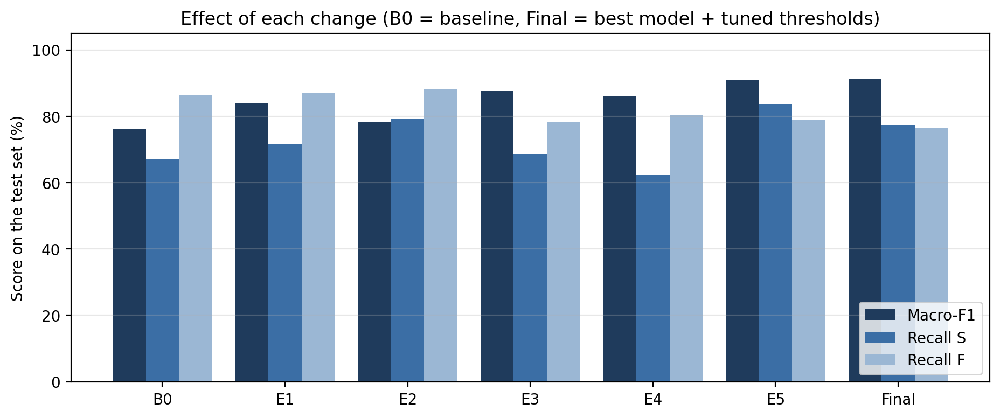 Effect of each change (B0 = baseline, Final = best model + tuned thresholds)
Score on the test set (%)
100
80
60
40
20
0
Macro-F1
Recall S
Recall F
B0 E1 E2 E3 E4 E5 Final